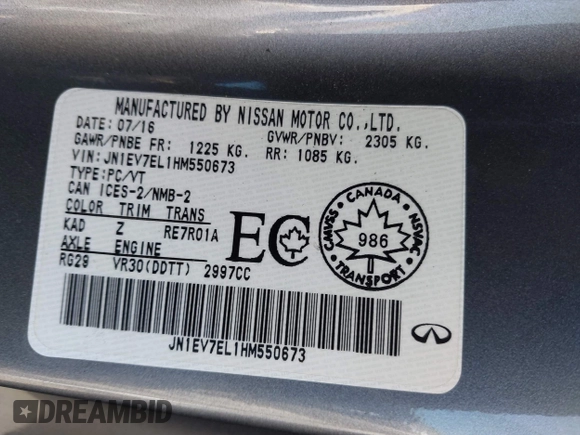 MANUFACTURED BY NISSAN MOTOR CO.,LTD.
DATE: 07/16 GVWR/PNBV: 2305 KG.
GAWR/PNBE FR: 1225 KG. RR: 1085 KG.
VIN: JN1EV7EL1HM550673
TYPE:PC/VT
CAN ICES-2/NMB-2
COLOR TRIM TRANS
KAD Z RE7R01A
AXLE ENGINE
RG29 VR30(DDTT) 2997CC
EC
CANADA
CMVSS
NSVAC
986
TRANSPORT
JN1EV7EL1HM550673
DREAMBID